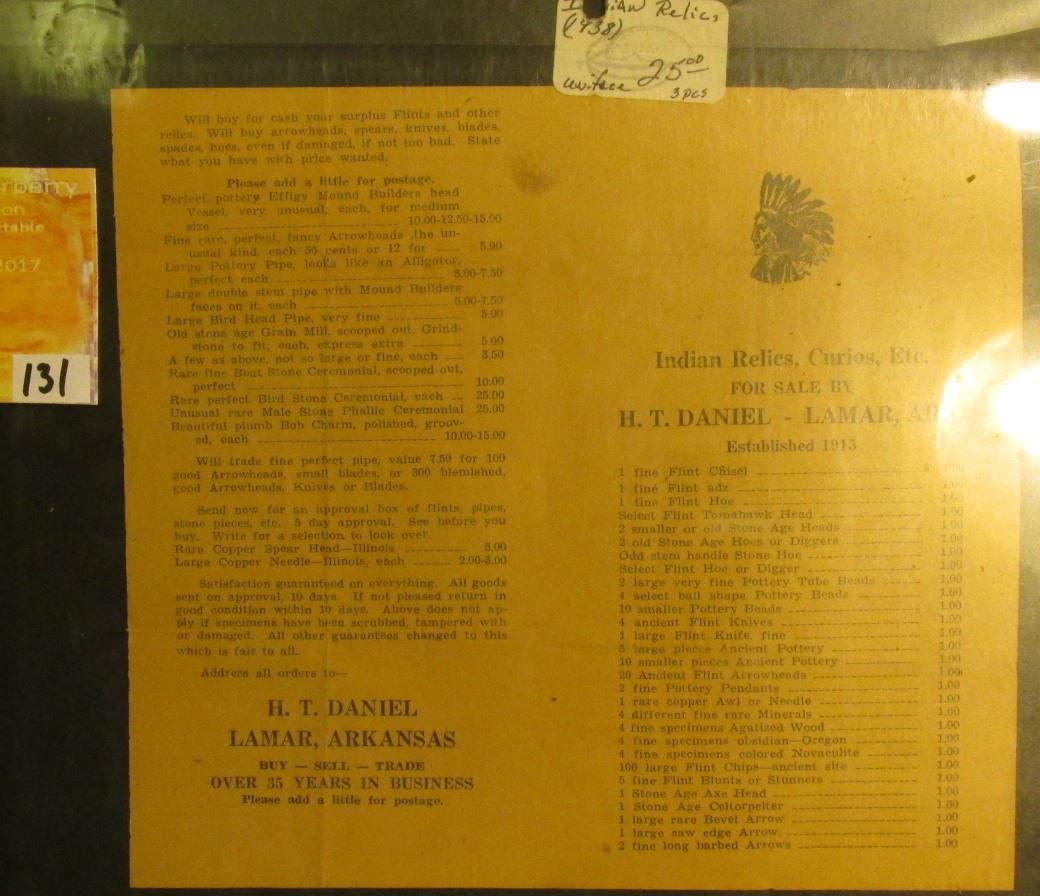 Indian Relics,
(1938)
uniface 25.00
3 pcs
rberry
on
ctable
2017
131
Will buy for cash your surplus Flints and other
relics. Will buy arrowheads, spears, knives, blades,
spades, hoes, even if damaged, if not too bad. State
what you have with price wanted.
Please add a little for postage.
Perfect pottery Effigy Mound Builders head
Vessel, very unusual, each, for medium
size 10.00-12.50-15.00
Fine rare, perfect, fancy Arrowheads the un-
usual kind, each 50 cents or 12 for 5.00
Large Pottery Pipe, looks like an Alligator,
perfect, each 5.00-7.50
Large double stem pipe with Mound Builders
faces on it, each 5.00-7.50
Large Bird Head Pipe, very fine 5.00
Old stone age Grain Mill, scooped out, Grind-
stone to fit, each, express extra 5.00
A few as above, not so large or fine, each 3.50
Rare fine Boat Stone Ceremonial, scooped out,
perfect 10.00
Rare perfect Bird Stone Ceremonial, each 25.00
Unusual rare Male Stone Phallic Ceremonial 25.00
Beautiful plumb Bob Charm, polished, groov-
ed, each 10.00-15.00
Will trade fine perfect pipe, value 7.50 for 100
good Arrowheads, small blades, or 300 blemished,
good Arrowheads, Knives or Blades.
Send now for an approval box of flints, pipes,
stone pieces, etc. 5 day approval. See before you
buy. Write for a selection to look over.
Rare Copper Spear Head—Illinois 5.00
Large Copper Needle—Illinois, each 2.00-3.00
Satisfaction guaranteed on everything. All goods
sent on approval, 10 days. If not pleased return in
good condition within 10 days. Above does not ap-
ply if specimens have been scrubbed, tampered with
or damaged. All other guarantees changed to this
which is fair to all.
Address all orders to—
H. T. DANIEL
LAMAR, ARKANSAS
BUY — SELL — TRADE
OVER 35 YEARS IN BUSINESS
Please add a little for postage.
Indian Relics, Curios, Etc.
FOR SALE BY
H. T. DANIEL - LAMAR, AR
Established 1915
1 fine Flint Chisel
1 fine Flint adz
1 fine Flint Hoe 1.00
Select Flint Tomahawk Head 1.00
2 smaller or old Stone Age Heads 1.00
2 old Stone Age Hoes or Diggers 1.00
Odd stem handle Stone Hoe 1.00
Select Flint Hoe or Digger 1.00
2 large very fine Pottery Tube Beads 1.00
4 select ball shape Pottery Beads 1.00
10 smaller Pottery Beads 1.00
4 ancient Flint Knives 1.00
1 large Flint Knife, fine 1.00
5 large pieces Ancient Pottery 1.00
10 smaller pieces Ancient Pottery 1.00
20 Ancient Flint Arrowheads 1.00
2 fine Pottery Pendants 1.00
1 rare copper Awl or Needle 1.00
4 different fine rare Minerals 1.00
4 fine specimens Agatized Wood 1.00
4 fine specimens obsidian—Oregon 1.00
4 fine specimens colored Novaculite 1.00
100 large Flint Chips—ancient site 1.00
5 fine Flint Blunts or Stunners 1.00
1 Stone Age Axe Head 1.00
1 Stone Age Celtorpelter 1.00
1 large rare Bevel Arrow 1.00
1 large saw edge Arrow 1.00
2 fine long barbed Arrows 1.00